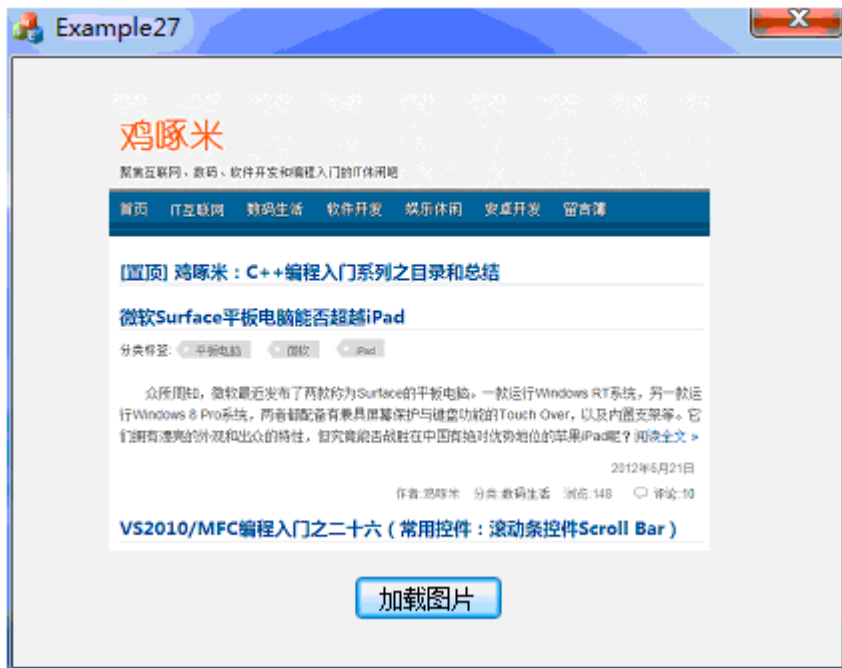 Example27
鸡啄米
聚焦互联网、数码、软件开发和编程入门的IT休闲吧
首页 IT互联网 数码生活 软件开发 娱乐休闲 安卓开发 留言簿
[置顶] 鸡啄米：C++编程入门系列之目录和总结
微软Surface平板电脑能否超越iPad
分类标签: 平板电脑 微软 iPad
众所周知，微软最近发布了两款称为Surface的平板电脑。一款运行Windows RT系统，另一款运
行Windows 8 Pro系统，两者都配备有兼具屏幕保护与键盘功能的Touch Over，以及内置支架等。它
们拥有漂亮的外观和出众的特性，但究竟能否战胜在中国有绝对优势地位的苹果iPad呢？阅读全文 »
2012年6月21日
作者:鸡啄米 分类:数码生活 浏览:148 评论:10
VS2010/MFC编程入门之二十六（常用控件：滚动条控件Scroll Bar）
加载图片